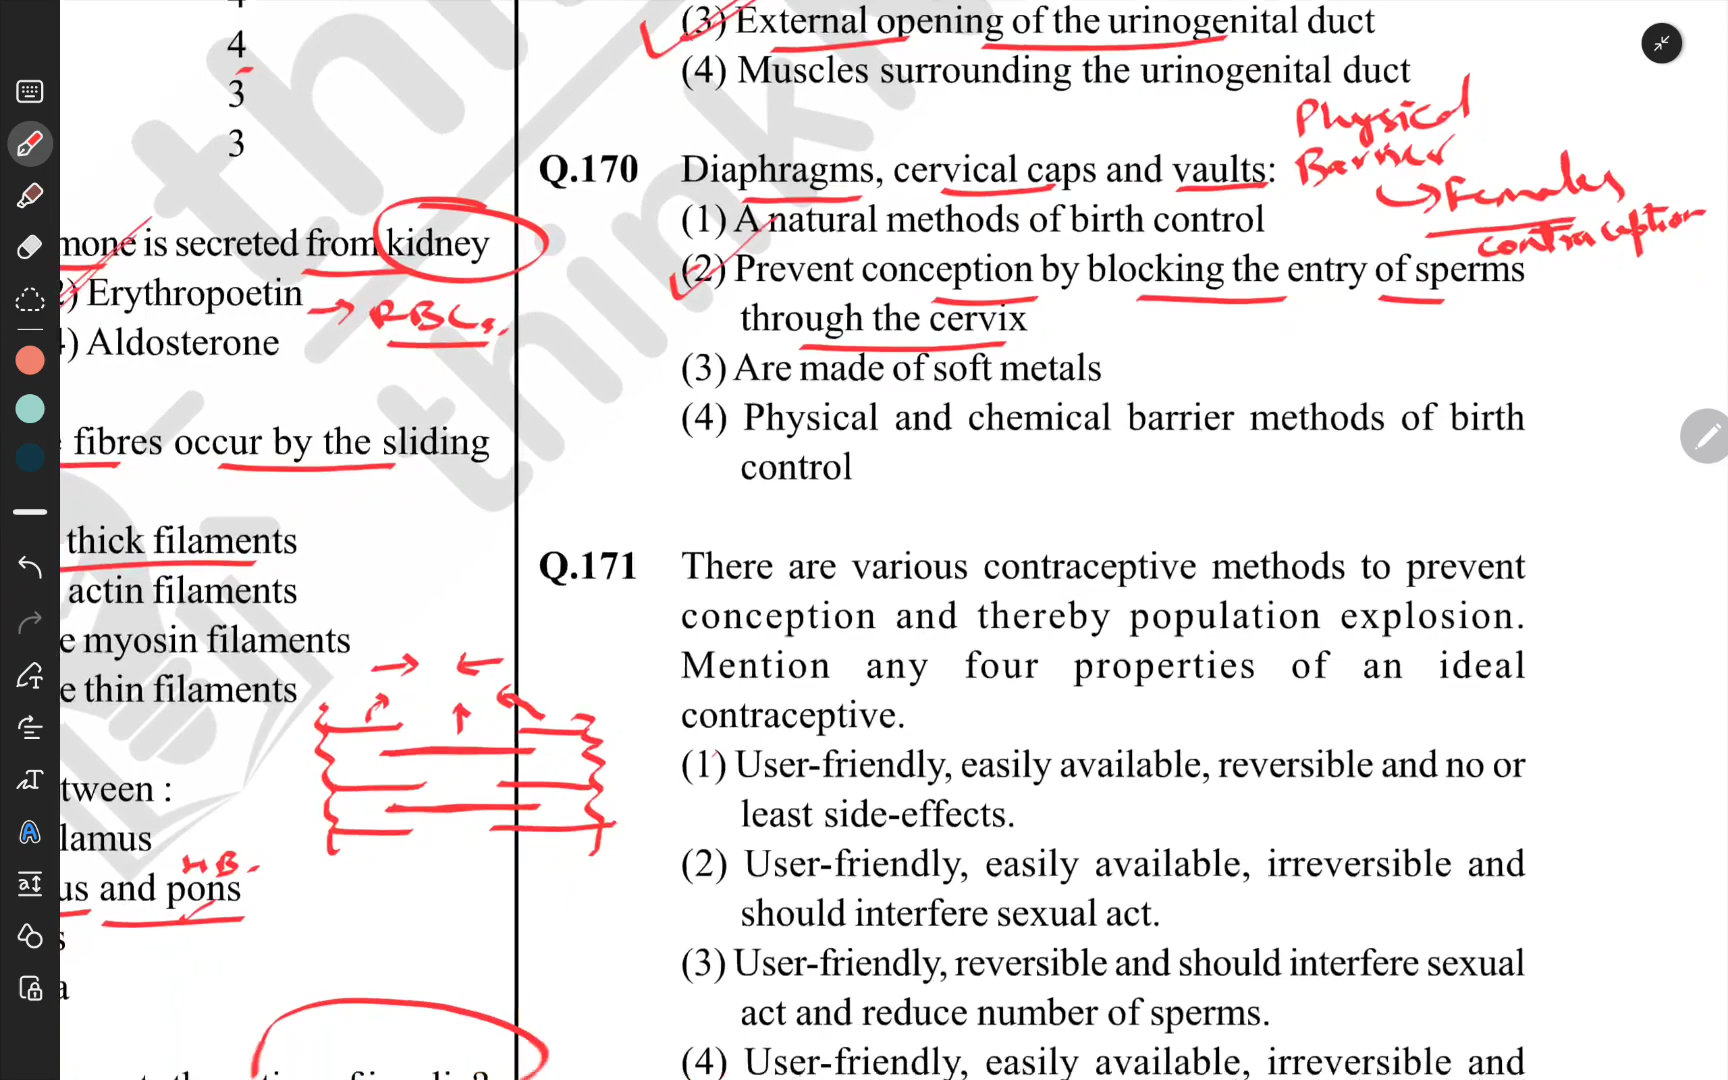 4
3
3
mone is secreted from kidney
) Erythropoetin → RBCs.
) Aldosterone
fibres occur by the sliding
thick filaments
actin filaments
e myosin filaments
e thin filaments
tween :
lamus
H B.
us and pons
s
a
(3) External opening of the urinogenital duct
(4) Muscles surrounding the urinogenital duct
Physical
Barrier
↪ Females
contraception
Q.170 Diaphragms, cervical caps and vaults:
(1) A natural methods of birth control
(2) Prevent conception by blocking the entry of sperms
through the cervix
(3) Are made of soft metals
(4) Physical and chemical barrier methods of birth
control
Q.171 There are various contraceptive methods to prevent
conception and thereby population explosion.
Mention any four properties of an ideal
contraceptive.
(1) User-friendly, easily available, reversible and no or
least side-effects.
(2) User-friendly, easily available, irreversible and
should interfere sexual act.
(3) User-friendly, reversible and should interfere sexual
act and reduce number of sperms.
(4) User-friendly, easily available, irreversible and